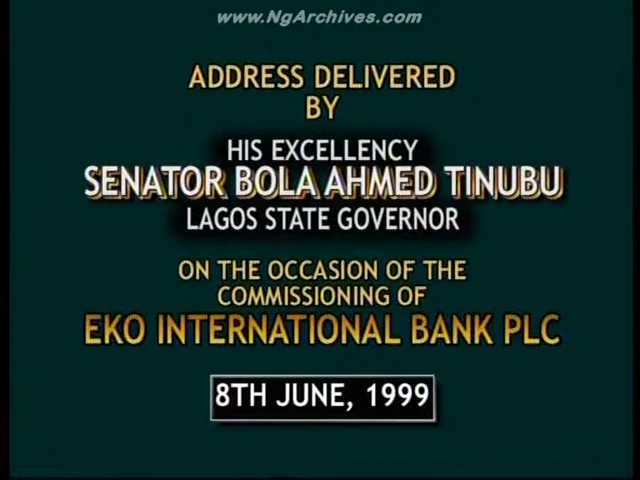 www.NgArchives.com
ADDRESS DELIVERED
BY
HIS EXCELLENCY
SENATOR BOLA AHMED TINUBU
LAGOS STATE GOVERNOR
ON THE OCCASION OF THE
COMMISSIONING OF
EKO INTERNATIONAL BANK PLC
8TH JUNE, 1999